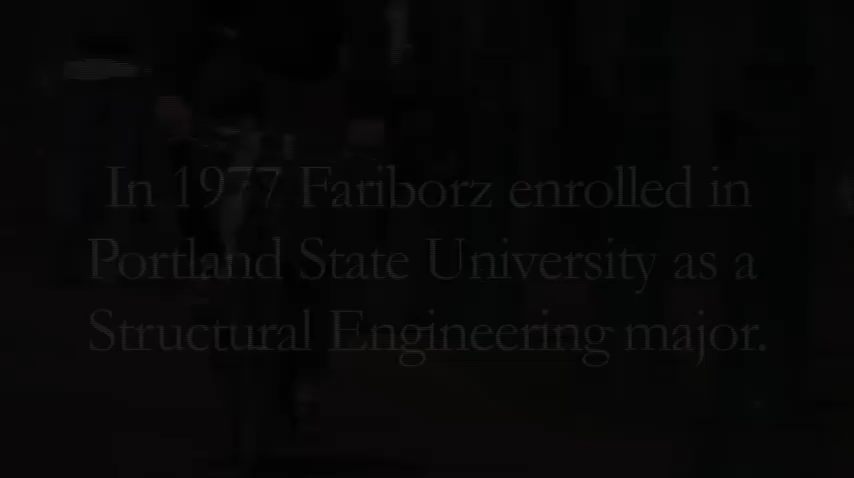 In 1977 Fariborz enrolled in
Portland State University as a
Structural Engineering major.